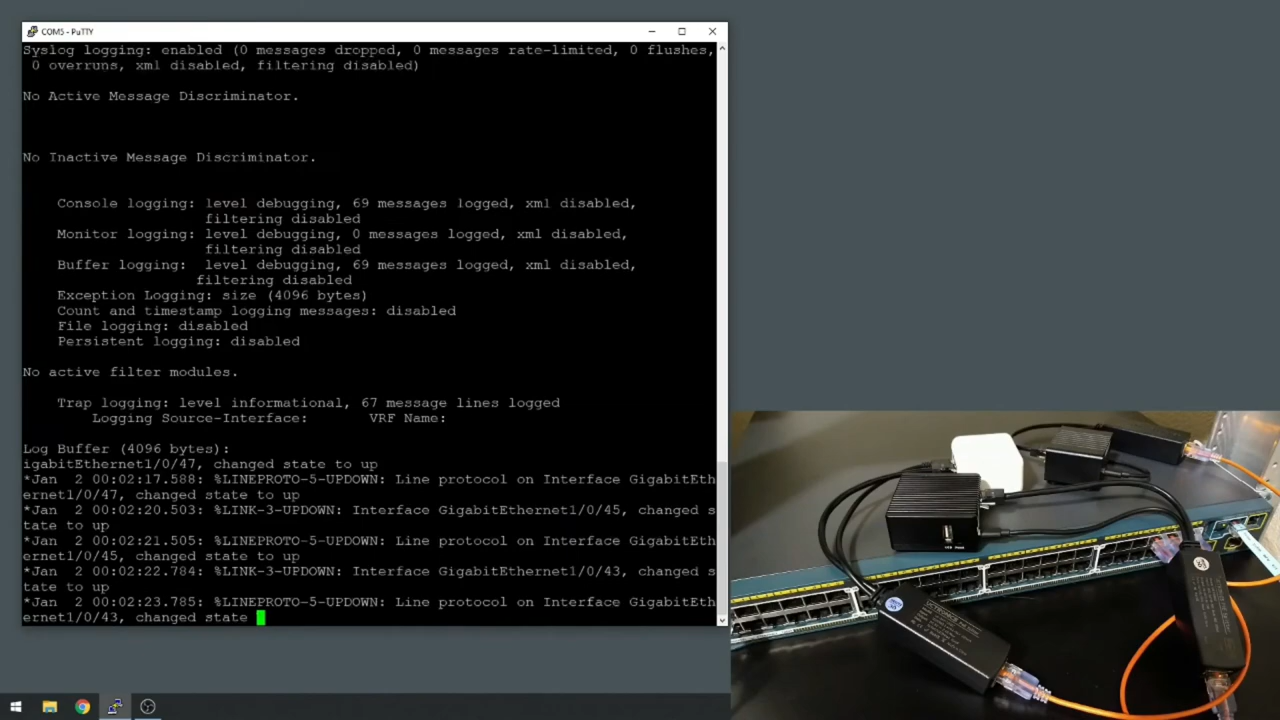 COM5 - PuTTY
Syslog logging: enabled (0 messages dropped, 0 messages rate-limited, 0 flushes,
0 overruns, xml disabled, filtering disabled)
No Active Message Discriminator.
No Inactive Message Discriminator.
Console logging: level debugging, 69 messages logged, xml disabled,
filtering disabled
Monitor logging: level debugging, 0 messages logged, xml disabled,
filtering disabled
Buffer logging:  level debugging, 69 messages logged, xml disabled,
filtering disabled
Exception Logging: size (4096 bytes)
Count and timestamp logging messages: disabled
File logging: disabled
Persistent logging: disabled
No active filter modules.
Trap logging: level informational, 67 message lines logged
Logging Source-Interface:       VRF Name:
Log Buffer (4096 bytes):
igabitEthernet1/0/47, changed state to up
*Jan  2 00:02:17.588: %LINEPROTO-5-UPDOWN: Line protocol on Interface GigabitEth
ernet1/0/47, changed state to up
*Jan  2 00:02:20.503: %LINK-3-UPDOWN: Interface GigabitEthernet1/0/45, changed s
tate to up
*Jan  2 00:02:21.505: %LINEPROTO-5-UPDOWN: Line protocol on Interface GigabitEth
ernet1/0/45, changed state to up
*Jan  2 00:02:22.784: %LINK-3-UPDOWN: Interface GigabitEthernet1/0/43, changed s
tate to up
*Jan  2 00:02:23.785: %LINEPROTO-5-UPDOWN: Line protocol on Interface GigabitEth
ernet1/0/43, changed state